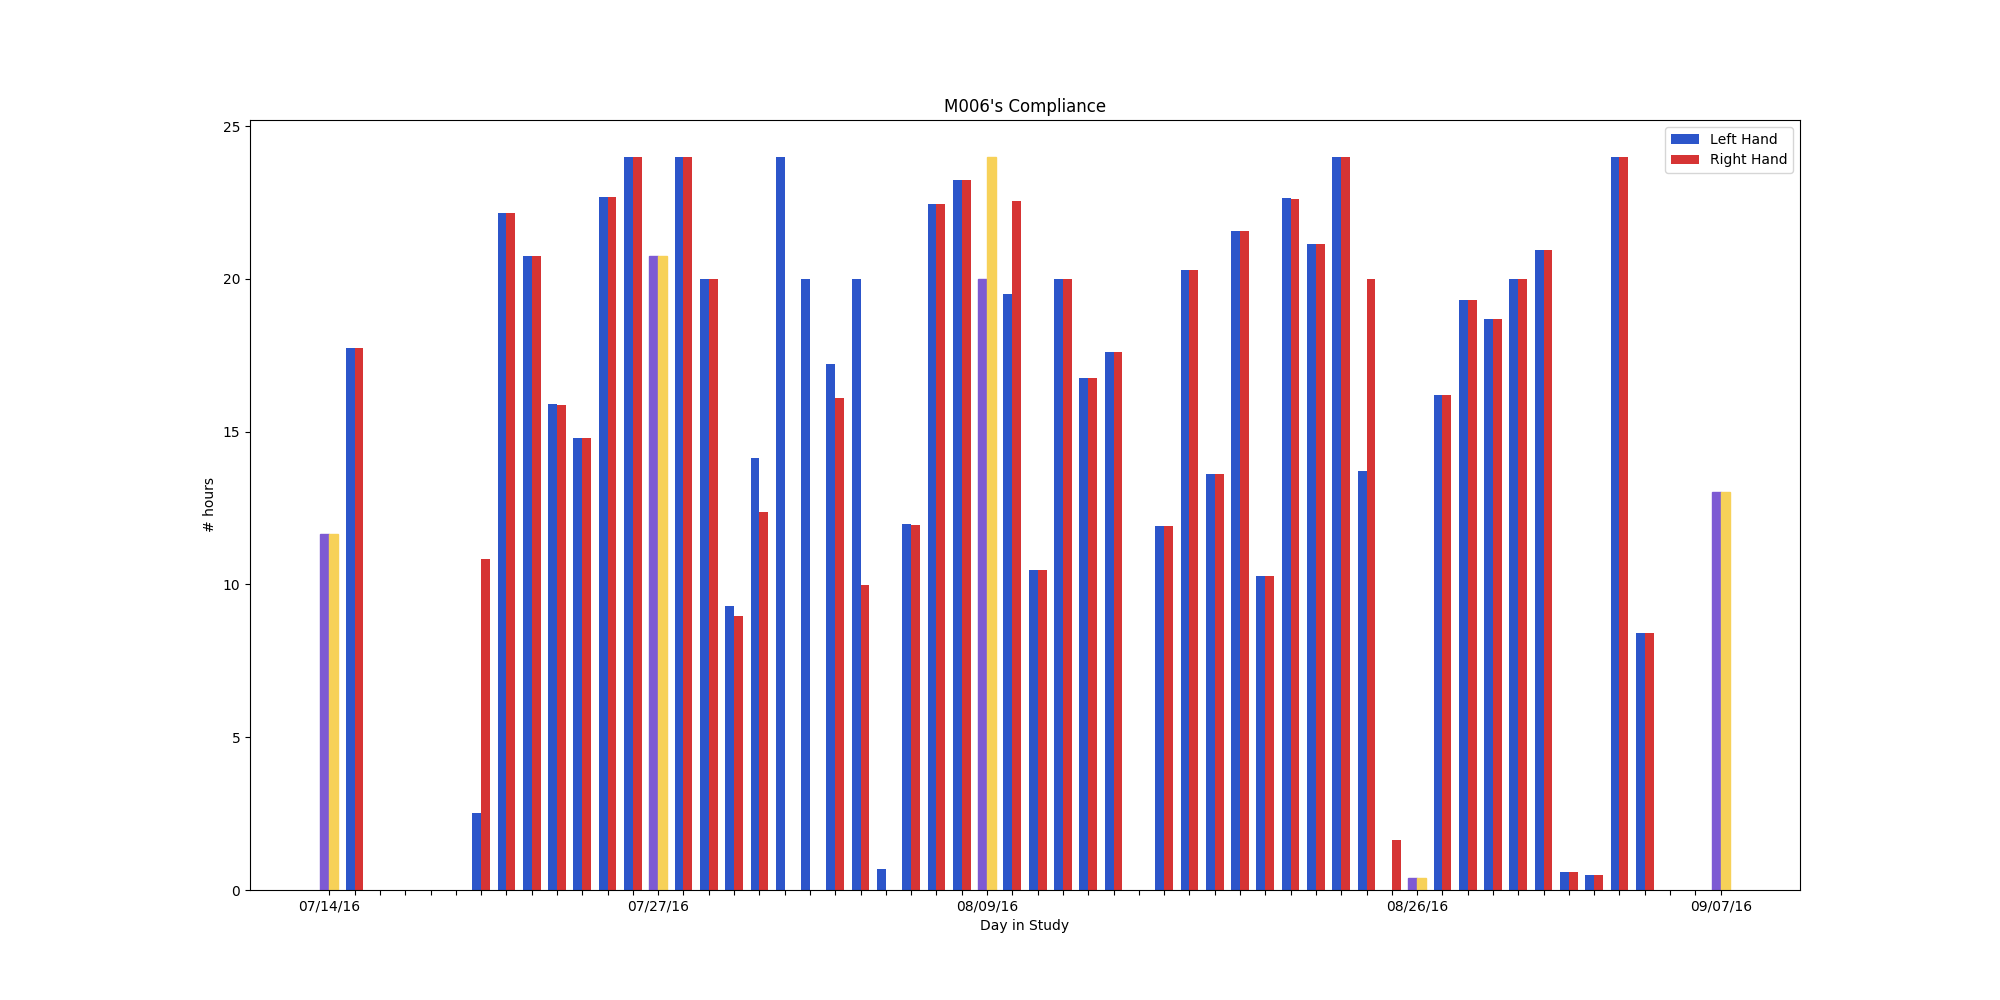 M006's Compliance
Left Hand
Right Hand
25
20
15
10
5
0
# hours
07/14/16
07/27/16
08/09/16
08/26/16
09/07/16
Day in Study